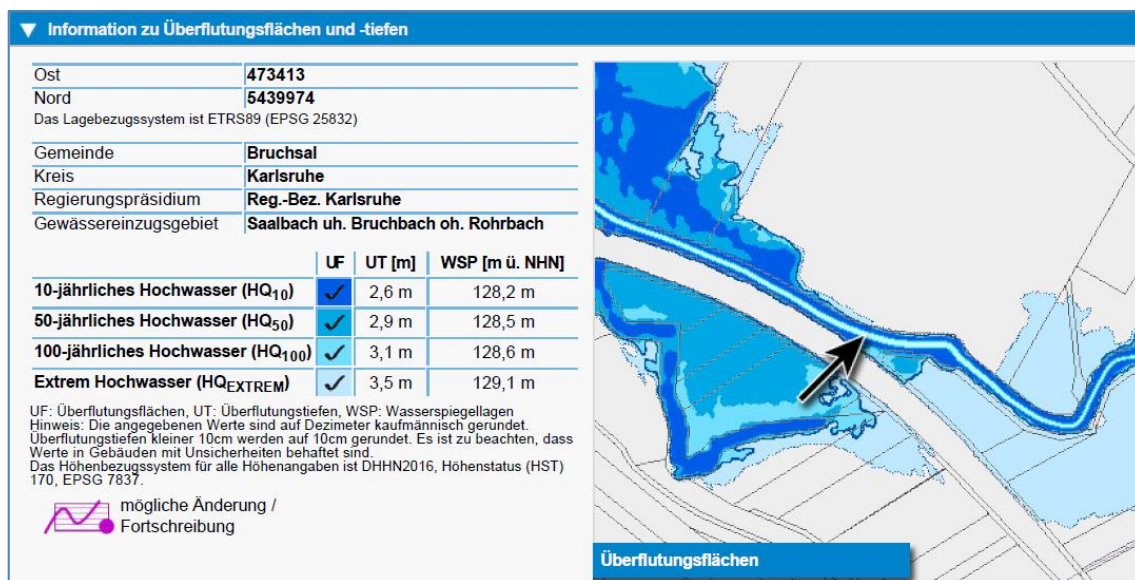 Information zu Überflutungsflächen und -tiefen
Ost 473413
Nord 5439974
Das Lagebezugssystem ist ETRS89 (EPSG 25832)
Gemeinde Bruchsal
Kreis Karlsruhe
Regierungspräsidium Reg.-Bez. Karlsruhe
Gewässereinzugsgebiet Saalbach uh. Bruchbach oh. Rohrbach
UF UT [m] WSP [m ü. NHN]
10-jährliches Hochwasser (HQ10) ✓ 2,6 m 128,2 m
50-jährliches Hochwasser (HQ50) ✓ 2,9 m 128,5 m
100-jährliches Hochwasser (HQ100) ✓ 3,1 m 128,6 m
Extrem Hochwasser (HQEXTREM) ✓ 3,5 m 129,1 m
UF: Überflutungsflächen, UT: Überflutungstiefen, WSP: Wasserspiegellagen
Hinweis: Die angegebenen Werte sind auf Dezimeter kaufmännisch gerundet.
Überflutungstiefen kleiner 10cm werden auf 10cm gerundet. Es ist zu beachten, dass
Werte in Gebäuden mit Unsicherheiten behaftet sind.
Das Höhenbezugssystem für alle Höhenangaben ist DHHN2016, Höhenstatus (HST)
170, EPSG 7837.
mögliche Änderung /
Fortschreibung
Überflutungsflächen